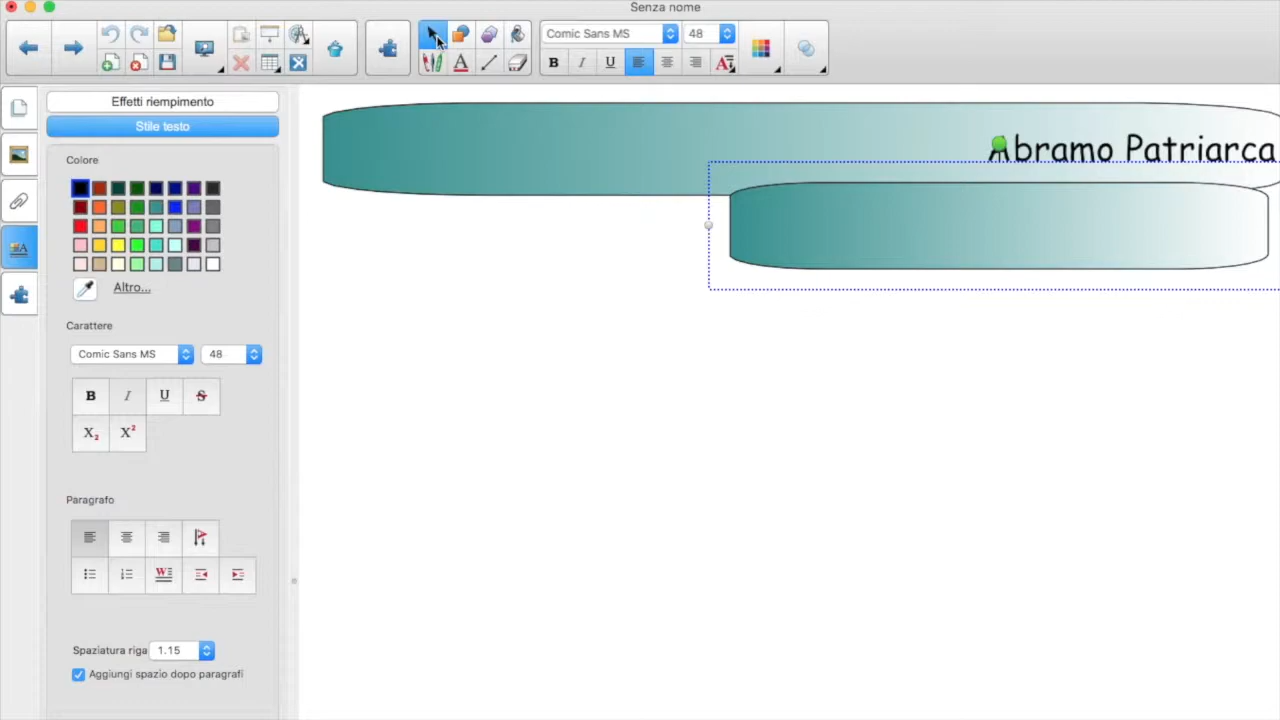 Senza nome
Comic Sans MS 48
B I U
Effetti riempimento
Stile testo
Colore
Abramo Patriarca
Altro...
Carattere
Comic Sans MS 48
B I U S
X₂ X²
Paragrafo
Spaziatura riga 1.15
Aggiungi spazio dopo paragrafi